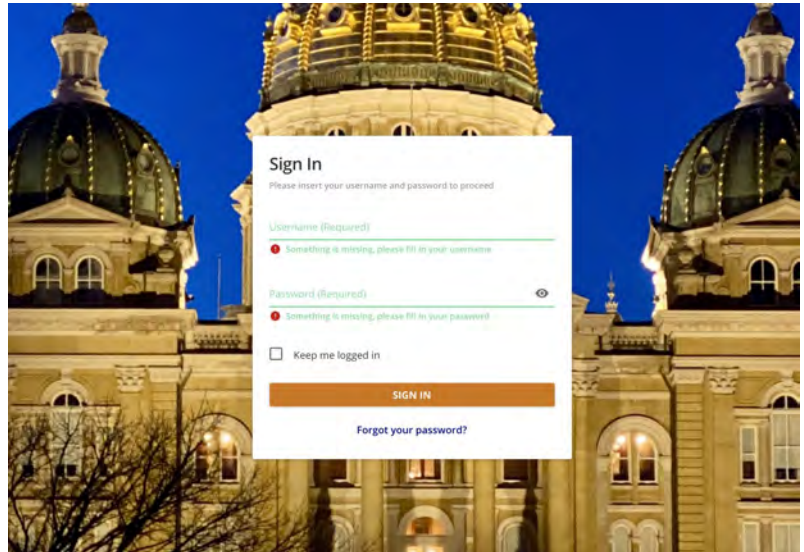 Sign In
Please insert your username and password to proceed
Username (Required)
Something is missing, please fill in your username
Password (Required)
Something is missing, please fill in your password
Keep me logged in
SIGN IN
Forgot your password?